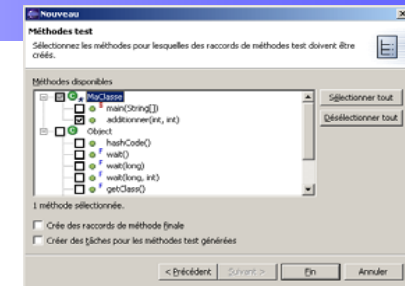 Nouveau
Méthodes test
Sélectionnez les méthodes pour lesquelles des raccords de méthodes test doivent être
créés.
Méthodes disponibles
MaClasse
main(String[])
additionner(int, int)
Object
hashCode()
wait()
wait(long)
wait(long, int)
getClass()
Sélectionner tout
Désélectionner tout
1 méthode sélectionnée.
Crée des raccords de méthode finale
Créer des tâches pour les méthodes test générées
< Précédent
Suivant >
Fin
Annuler